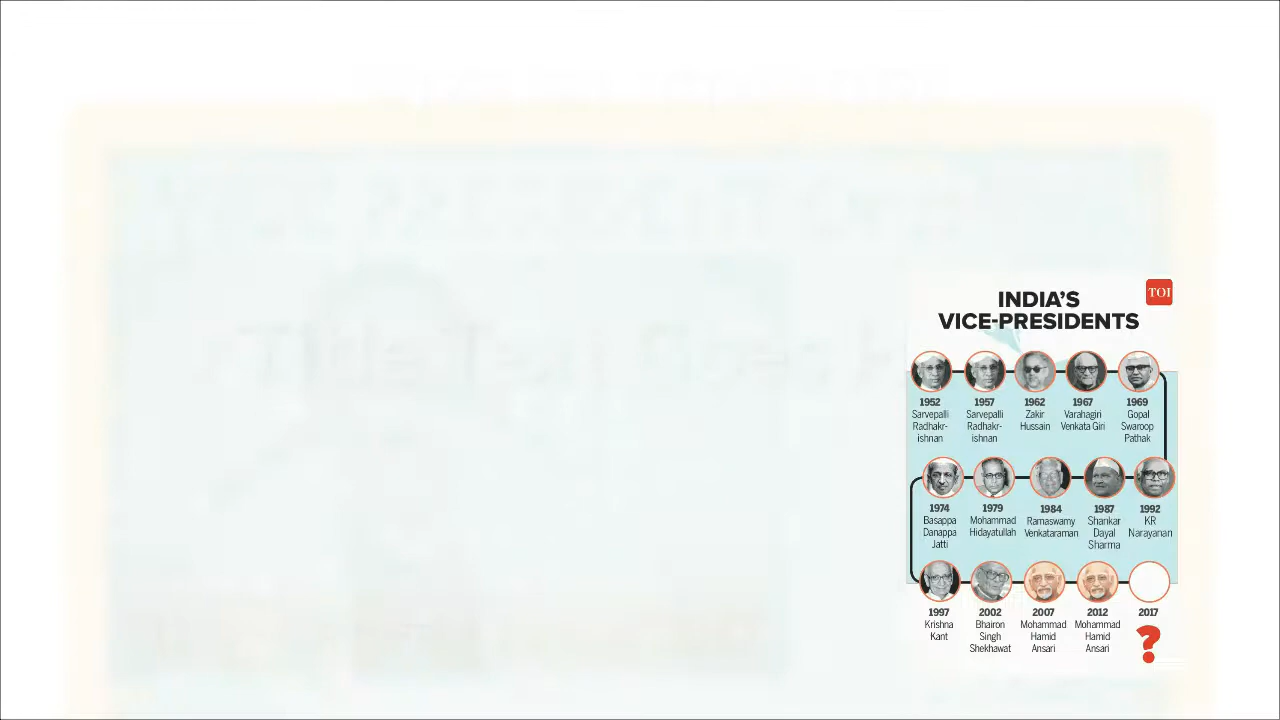 TOI
INDIA'S
VICE-PRESIDENTS
1952
Sarvepalli
Radhakr-
ishnan
1957
Sarvepalli
Radhakr-
ishnan
1962
Zakir
Hussain
1967
Varahagiri
Venkata Giri
1969
Gopal
Swaroop
Pathak
1974
Basappa
Danappa
Jatti
1979
Mohammad
Hidayatullah
1984
Ramaswamy
Venkataraman
1987
Shankar
Dayal
Sharma
1992
KR
Narayanan
1997
Krishna
Kant
2002
Bhairon
Singh
Shekhawat
2007
Mohammad
Hamid
Ansari
2012
Mohammad
Hamid
Ansari
2017
?